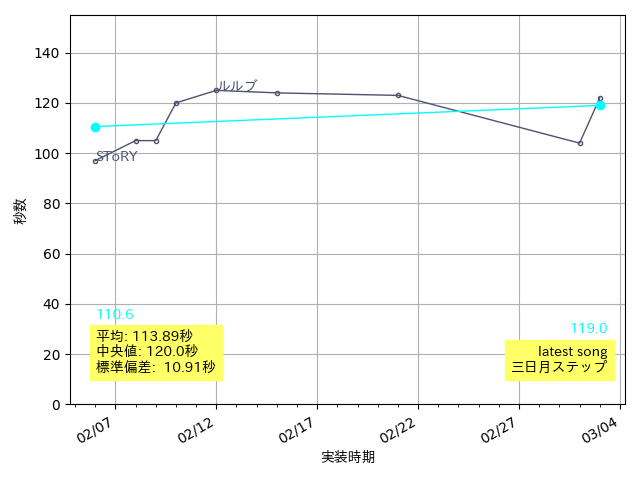 140
120
100
80
60
40
20
0
秒数
ルルブ
SToRY
110.6
平均: 113.89秒
中央値: 120.0秒
標準偏差: 10.91秒
119.0
latest song
三日月ステップ
02/07
02/12
02/17
02/22
02/27
03/04
実装時期